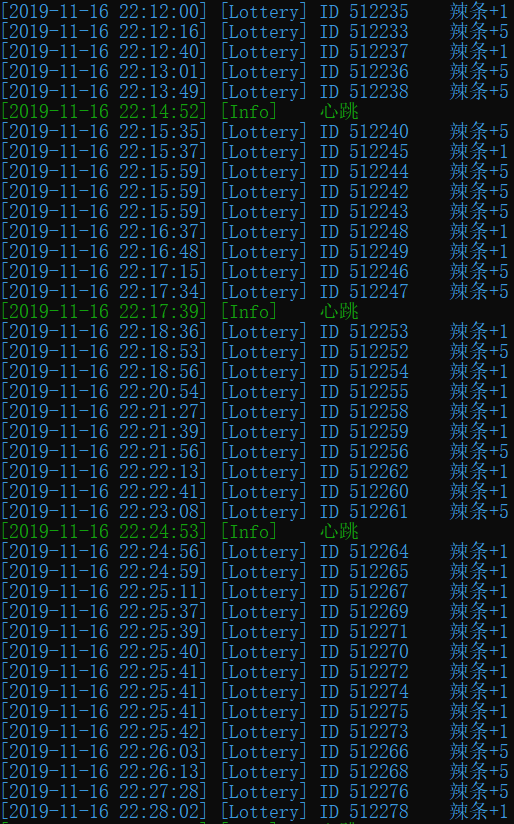 [2019-11-16 22:12:00] [Lottery] ID 512235 辣条+1
[2019-11-16 22:12:16] [Lottery] ID 512233 辣条+5
[2019-11-16 22:12:40] [Lottery] ID 512237 辣条+1
[2019-11-16 22:13:01] [Lottery] ID 512236 辣条+5
[2019-11-16 22:13:49] [Lottery] ID 512238 辣条+5
[2019-11-16 22:14:52] [Info] 心跳
[2019-11-16 22:15:35] [Lottery] ID 512240 辣条+5
[2019-11-16 22:15:37] [Lottery] ID 512245 辣条+1
[2019-11-16 22:15:59] [Lottery] ID 512244 辣条+5
[2019-11-16 22:15:59] [Lottery] ID 512242 辣条+5
[2019-11-16 22:15:59] [Lottery] ID 512243 辣条+5
[2019-11-16 22:16:37] [Lottery] ID 512248 辣条+1
[2019-11-16 22:16:48] [Lottery] ID 512249 辣条+1
[2019-11-16 22:17:15] [Lottery] ID 512246 辣条+5
[2019-11-16 22:17:34] [Lottery] ID 512247 辣条+5
[2019-11-16 22:17:39] [Info] 心跳
[2019-11-16 22:18:36] [Lottery] ID 512253 辣条+1
[2019-11-16 22:18:53] [Lottery] ID 512252 辣条+5
[2019-11-16 22:18:56] [Lottery] ID 512254 辣条+1
[2019-11-16 22:20:54] [Lottery] ID 512255 辣条+1
[2019-11-16 22:21:27] [Lottery] ID 512258 辣条+1
[2019-11-16 22:21:39] [Lottery] ID 512259 辣条+1
[2019-11-16 22:21:56] [Lottery] ID 512256 辣条+5
[2019-11-16 22:22:13] [Lottery] ID 512262 辣条+1
[2019-11-16 22:22:41] [Lottery] ID 512260 辣条+1
[2019-11-16 22:23:08] [Lottery] ID 512261 辣条+5
[2019-11-16 22:24:53] [Info] 心跳
[2019-11-16 22:24:56] [Lottery] ID 512264 辣条+1
[2019-11-16 22:24:59] [Lottery] ID 512265 辣条+1
[2019-11-16 22:25:11] [Lottery] ID 512267 辣条+1
[2019-11-16 22:25:37] [Lottery] ID 512269 辣条+1
[2019-11-16 22:25:39] [Lottery] ID 512271 辣条+1
[2019-11-16 22:25:40] [Lottery] ID 512270 辣条+1
[2019-11-16 22:25:41] [Lottery] ID 512272 辣条+1
[2019-11-16 22:25:41] [Lottery] ID 512274 辣条+1
[2019-11-16 22:25:41] [Lottery] ID 512275 辣条+1
[2019-11-16 22:25:42] [Lottery] ID 512273 辣条+1
[2019-11-16 22:26:03] [Lottery] ID 512266 辣条+5
[2019-11-16 22:26:13] [Lottery] ID 512268 辣条+5
[2019-11-16 22:27:28] [Lottery] ID 512276 辣条+5
[2019-11-16 22:28:02] [Lottery] ID 512278 辣条+1